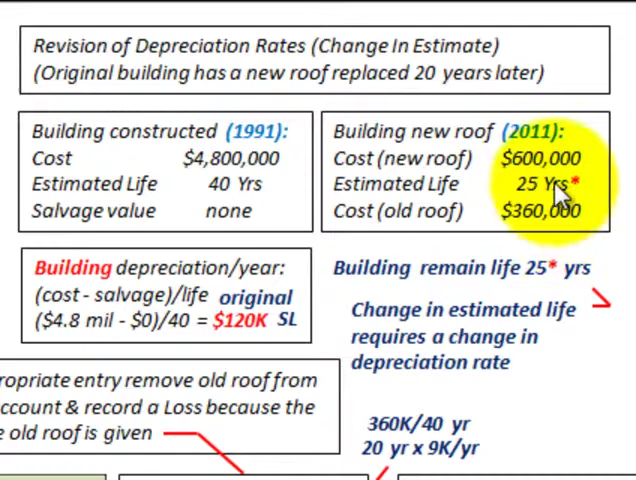 Revision of Depreciation Rates (Change In Estimate)
(Original building has a new roof replaced 20 years later)
Building constructed (1991):
Cost $4,800,000
Estimated Life 40 Yrs
Salvage value none
Building new roof (2011):
Cost (new roof) $600,000
Estimated Life 25 Yrs*
Cost (old roof) $360,000
Building depreciation/year:
(cost - salvage)/life original
($4.8 mil - $0)/40 = $120K SL
Building remain life 25* yrs
Change in estimated life
requires a change in
depreciation rate
ropriate entry remove old roof from
ccount & record a Loss because the
e old roof is given
360K/40 yr
20 yr x 9K/yr